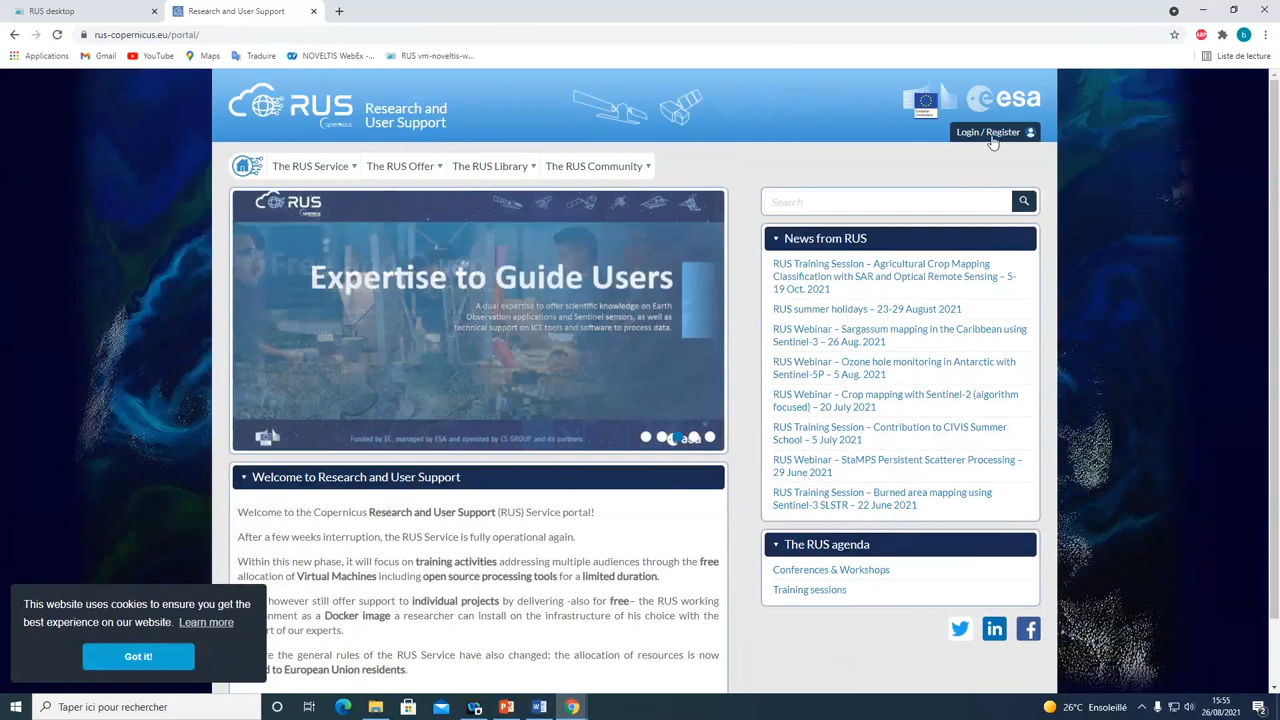 RUS desktop
Research and User Support
rus-copernicus.eu/portal/
Applications
Gmail
YouTube
Maps
Traduire
NOVELTIS WebEx -...
RUS vm-noveltis-w...
Liste de lecture
RUS
Copernicus
Research and
User Support
European
Commission
esa
Login / Register
The RUS Service
The RUS Offer
The RUS Library
The RUS Community
RUS
Expertise to Guide Users
A dual expertise to offer scientific knowledge on Earth
Observation applications and Sentinel sensors, as well as
technical support on ICT tools and software to process data.
Funded by EE, managed by ESA and operated by CS GROUP and its partners
esa
Search
News from RUS
RUS Training Session – Agricultural Crop Mapping
Classification with SAR and Optical Remote Sensing – 5-
19 Oct. 2021
RUS summer holidays – 23-29 August 2021
RUS Webinar – Sargassum mapping in the Caribbean using
Sentinel-3 – 26 Aug. 2021
RUS Webinar – Ozone hole monitoring in Antarctic with
Sentinel-5P – 5 Aug. 2021
RUS Webinar – Crop mapping with Sentinel-2 (algorithm
focused) – 20 July 2021
RUS Training Session – Contribution to CIVIS Summer
School – 5 July 2021
RUS Webinar – StaMPS Persistent Scatterer Processing –
29 June 2021
RUS Training Session – Burned area mapping using
Sentinel-3 SLSTR – 22 June 2021
The RUS agenda
Conferences & Workshops
Training sessions
Welcome to Research and User Support
Welcome to the Copernicus Research and User Support (RUS) Service portal!
After a few weeks interruption, the RUS Service is fully operational again.
Within this new phase, it will focus on training activities addressing multiple audiences through the free
allocation of Virtual Machines including open source processing tools for a limited duration.
however still offer support to individual projects by delivering -also for free– the RUS working
onment as a Docker image a researcher can install on the infrastructure of his choice with the
rt of our experts.
re the general rules of the RUS Service have also changed: the allocation of resources is now
d to European Union residents.
This website uses cookies to ensure you get the
best experience on our website. Learn more
Got it!
Taper ici pour rechercher
26°C Ensoleillé
15:55
26/08/2021